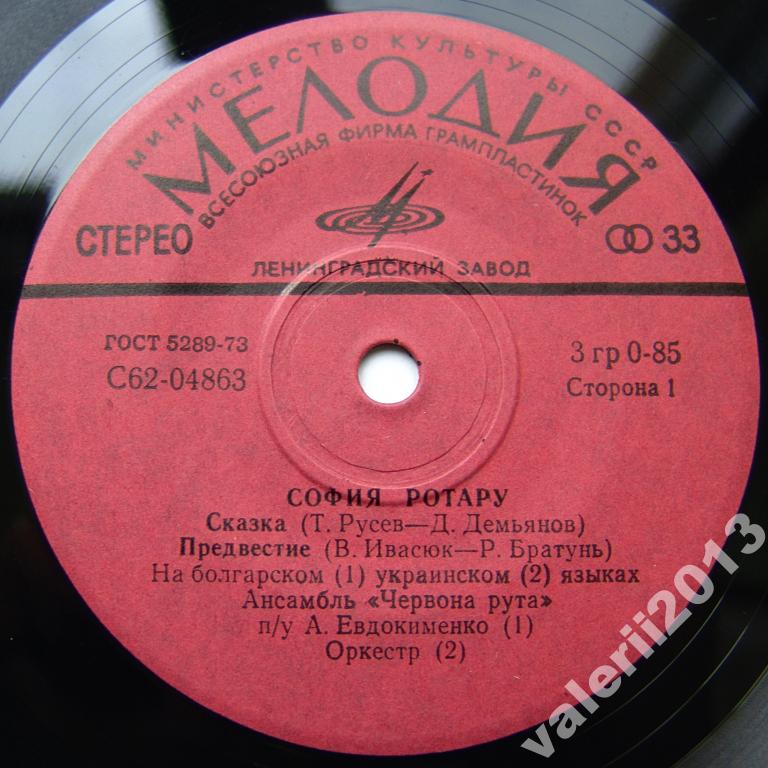 МИНИСТЕРСТВО КУЛЬТУРЫ СССР
МЕЛОДИЯ
ВСЕСОЮЗНАЯ ФИРМА ГРАМПЛАСТИНОК
СТЕРЕО
33
ЛЕНИНГРАДСКИЙ ЗАВОД
ГОСТ 5289-73
3 гр 0-85
С62-04863
Сторона 1
СОФИЯ РОТАРУ
Сказка (Т. Русев—Д. Демьянов)
Предвестие (В. Ивасюк—Р. Братунь)
На болгарском (1) украинском (2) языках
Ансамбль «Червона рута»
п/у А. Евдокименко (1)
Оркестр (2)
valerii2013